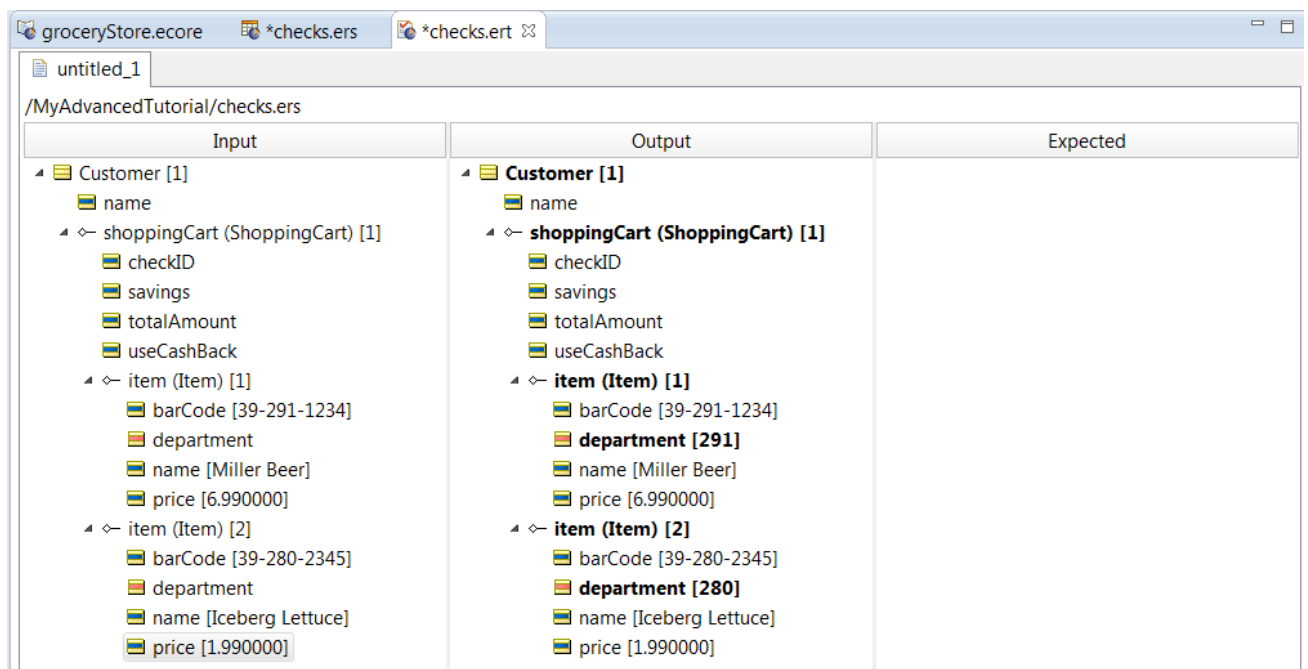 groceryStore.ecore *checks.ers *checks.ert
untitled_1
/MyAdvancedTutorial/checks.ers
Input Output Expected
Customer [1] Customer [1]
name name
shoppingCart (ShoppingCart) [1] shoppingCart (ShoppingCart) [1]
checkID checkID
savings savings
totalAmount totalAmount
useCashBack useCashBack
item (Item) [1] item (Item) [1]
barCode [39-291-1234] barCode [39-291-1234]
department department [291]
name [Miller Beer] name [Miller Beer]
price [6.990000] price [6.990000]
item (Item) [2] item (Item) [2]
barCode [39-280-2345] barCode [39-280-2345]
department department [280]
name [Iceberg Lettuce] name [Iceberg Lettuce]
price [1.990000] price [1.990000]